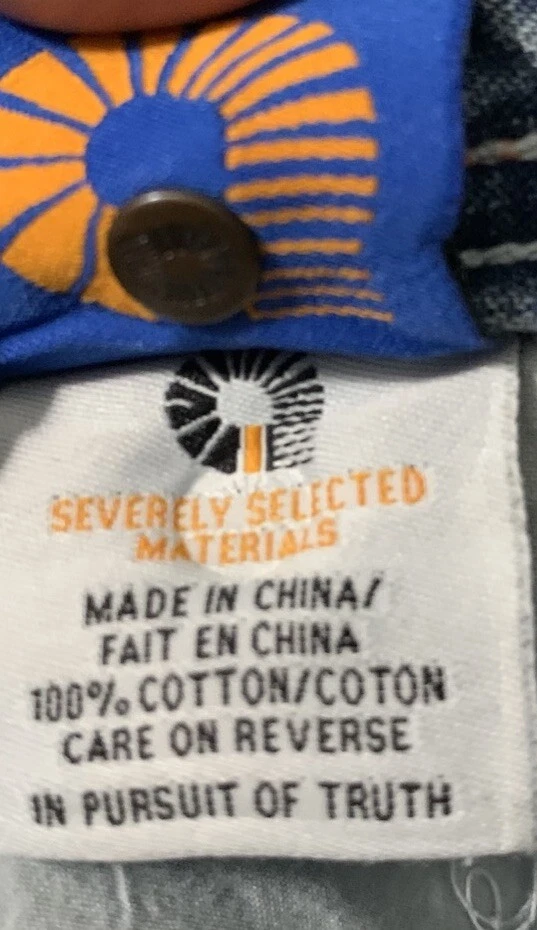 SEVERELY SELECTED
MATERIALS
MADE IN CHINA/
FAIT EN CHINA
100% COTTON/COTON
CARE ON REVERSE
IN PURSUIT OF TRUTH